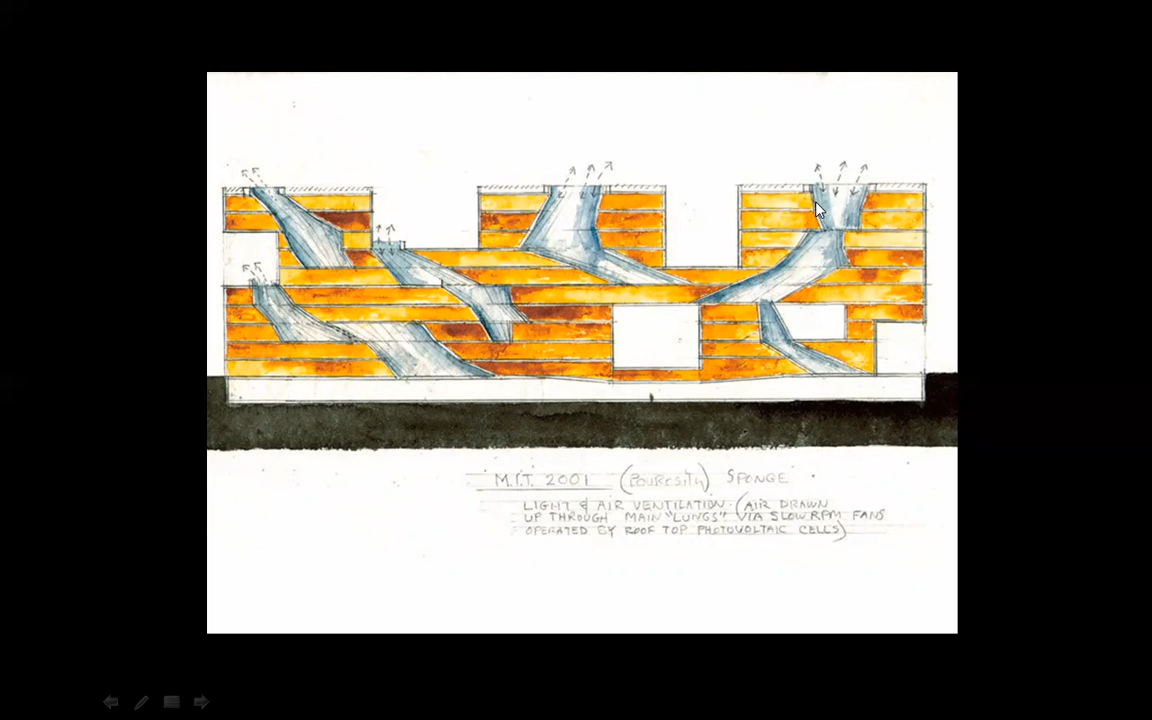 M.I.T. 2001 (POUROSITY) SPONGE
LIGHT & AIR VENTILATION. (AIR DRAWN
UP THROUGH MAIN "LUNGS" VIA SLOW RPM FANS
OPERATED BY ROOF TOP PHOTOVOLTAIC CELLS)